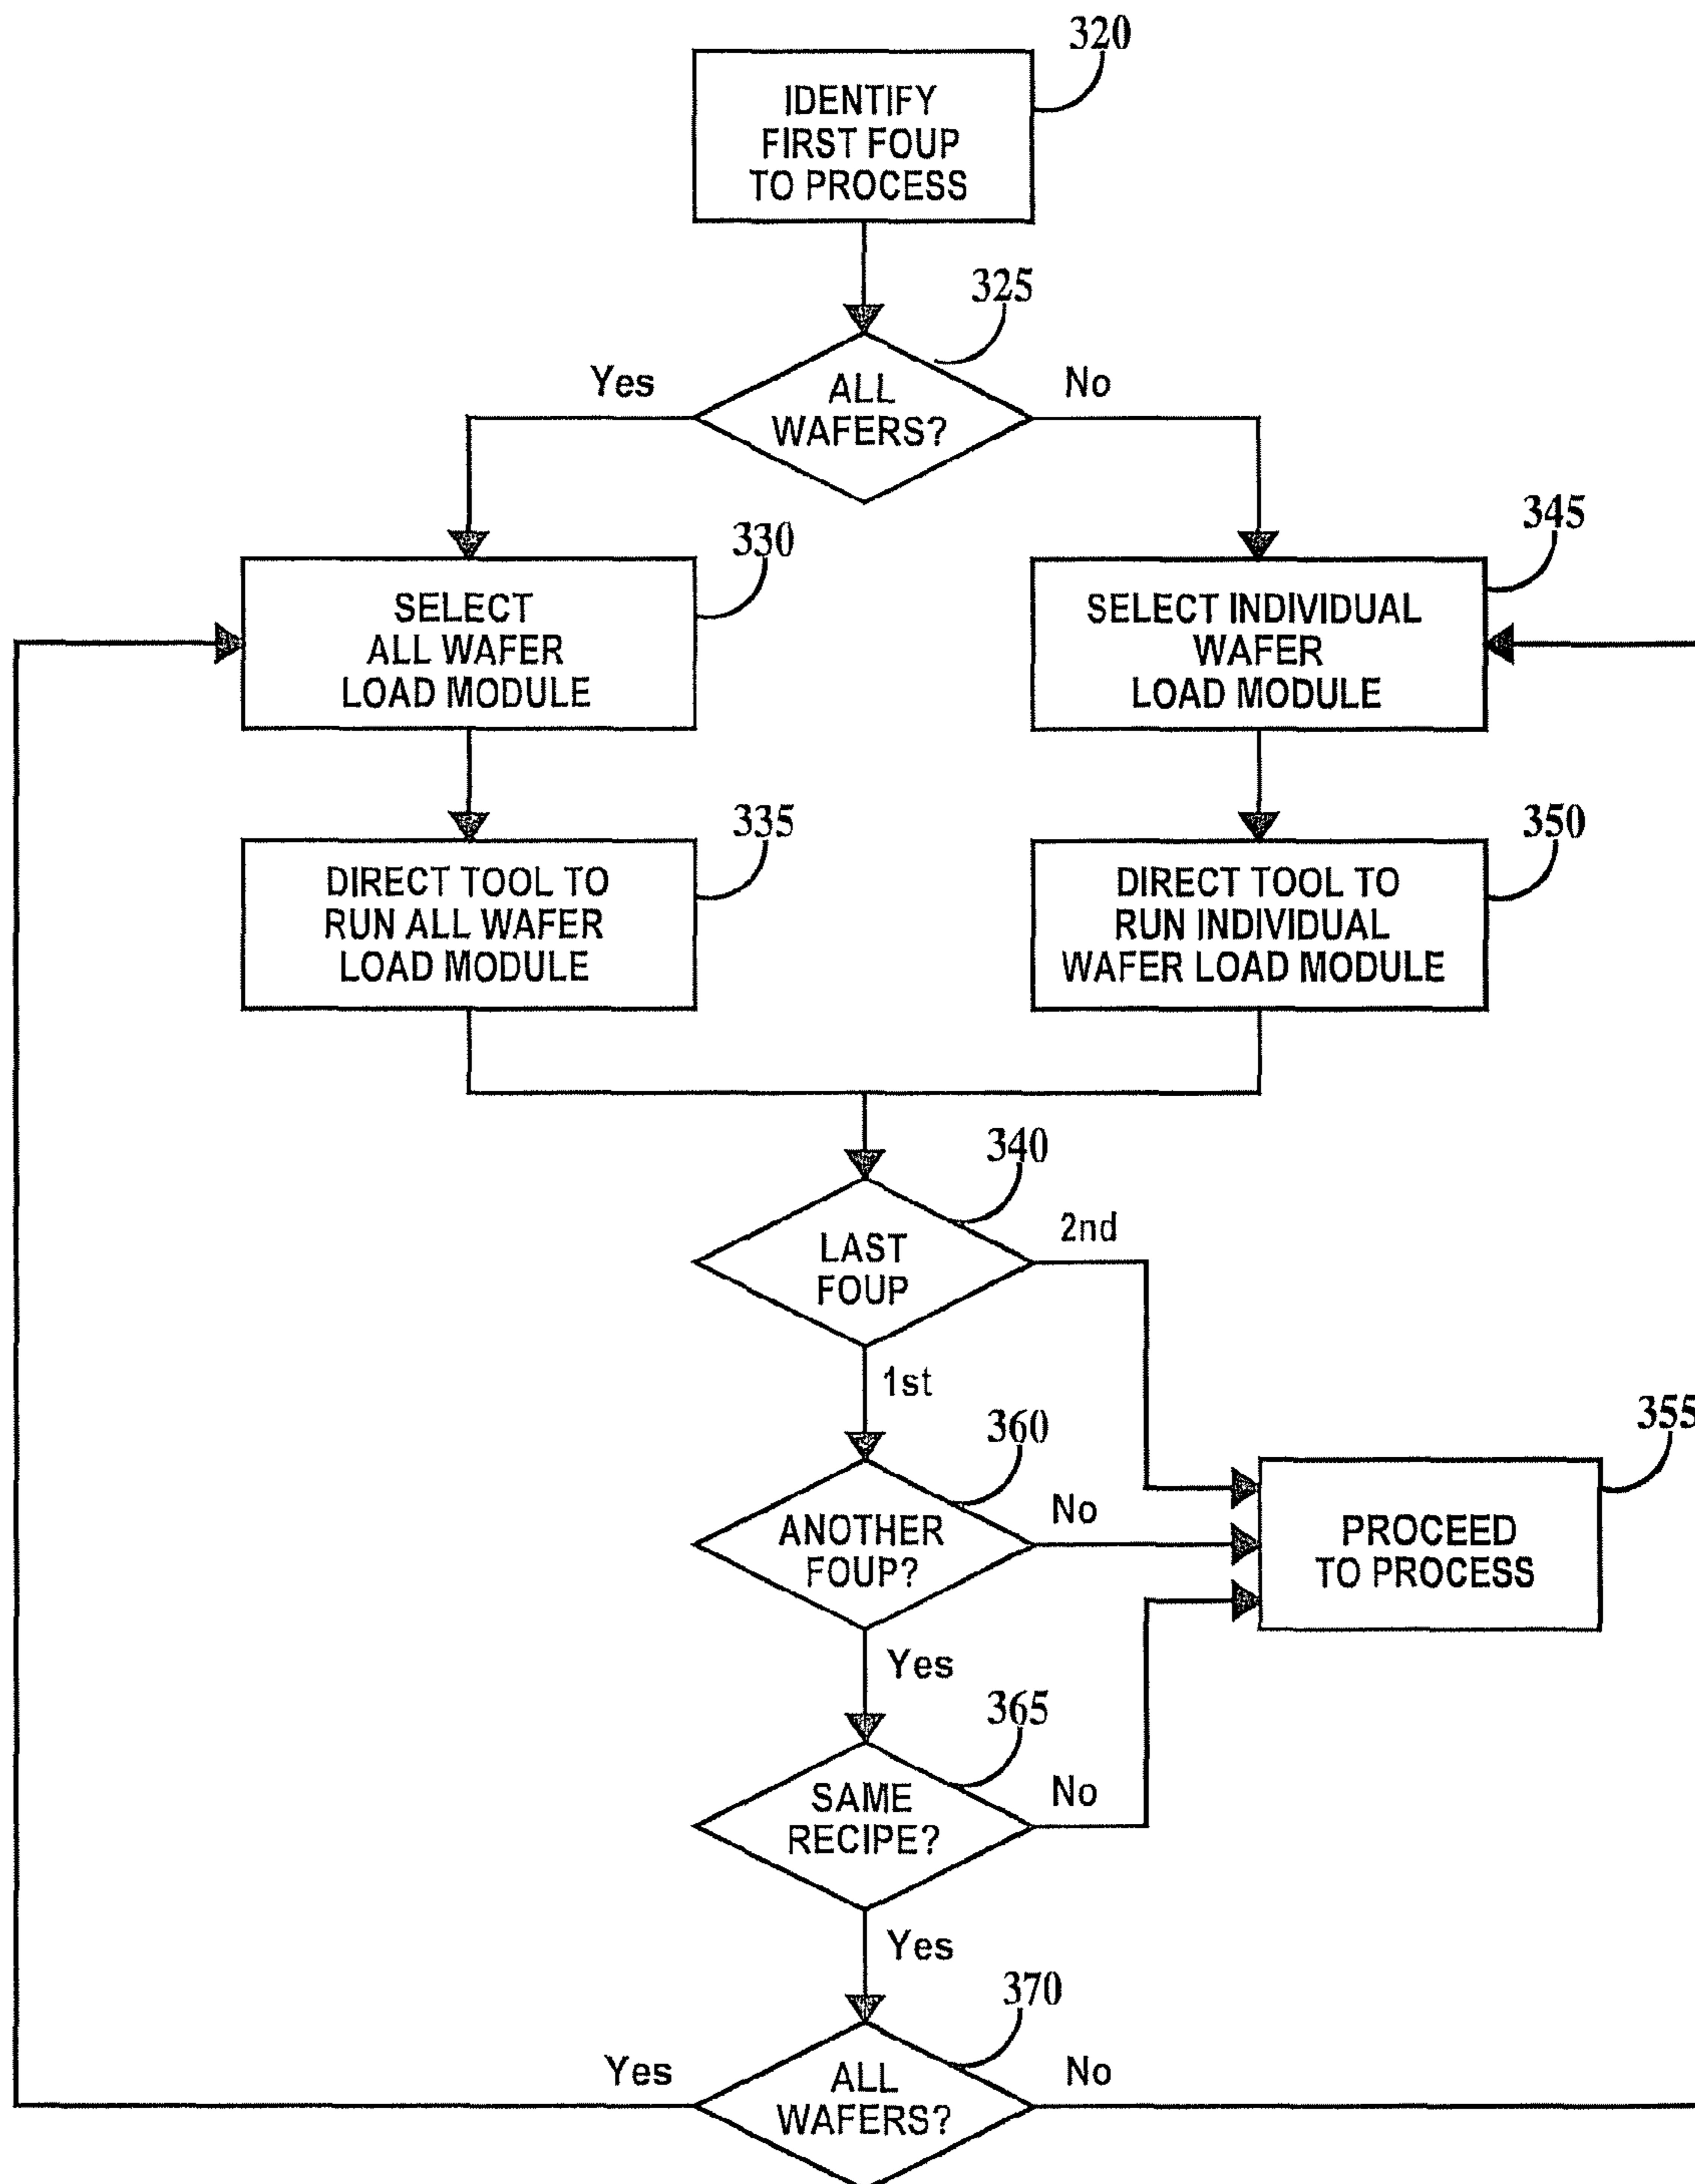 320
IDENTIFY
FIRST FOUP
TO PROCESS
325
Yes
ALL
WAFERS?
No
330
SELECT
ALL WAFER
LOAD MODULE
345
SELECT INDIVIDUAL
WAFER
LOAD MODULE
335
DIRECT TOOL TO
RUN ALL WAFER
LOAD MODULE
350
DIRECT TOOL TO
RUN INDIVIDUAL
WAFER LOAD MODULE
340
LAST
FOUP
2nd
1st
360
ANOTHER
FOUP?
No
355
PROCEED
TO PROCESS
Yes
365
SAME
RECIPE?
No
Yes
370
Yes
ALL
WAFERS?
No